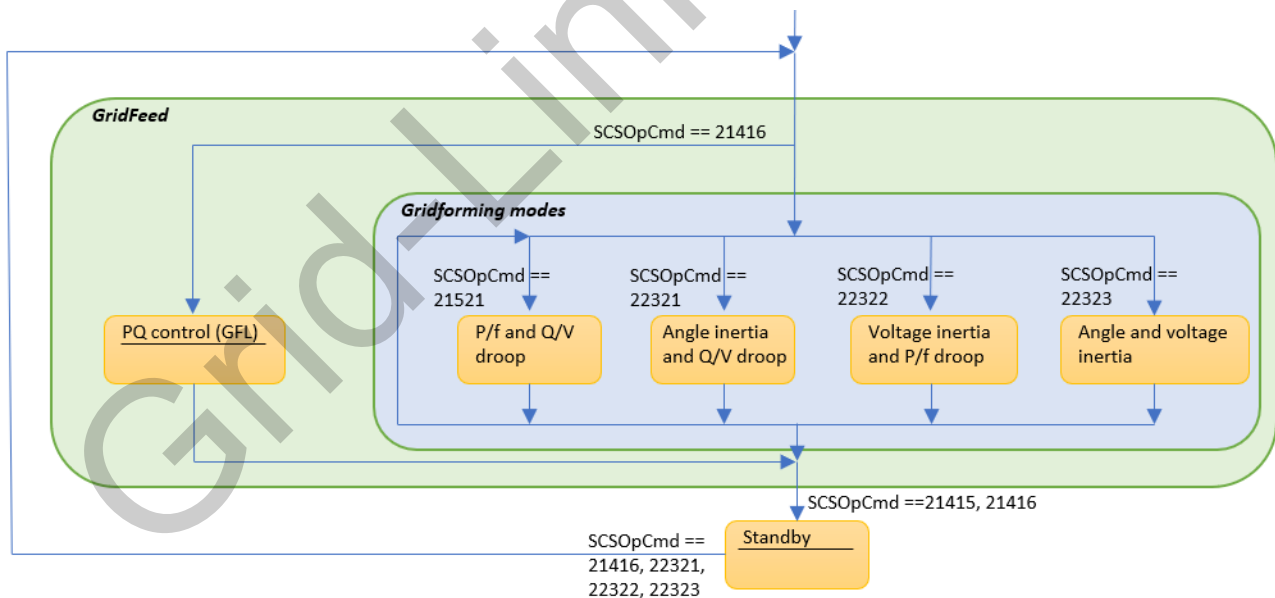 GridFeed
SCSOpCmd == 21416
Gridforming modes
SCSOpCmd ==
21521
SCSOpCmd ==
22321
SCSOpCmd ==
22322
SCSOpCmd ==
22323
PQ control (GFL)
P/f and Q/V
droop
Angle inertia
and Q/V droop
Voltage inertia
and P/f droop
Angle and voltage
inertia
SCSOpCmd ==21415, 21416
Standby
SCSOpCmd ==
21416, 22321,
22322, 22323